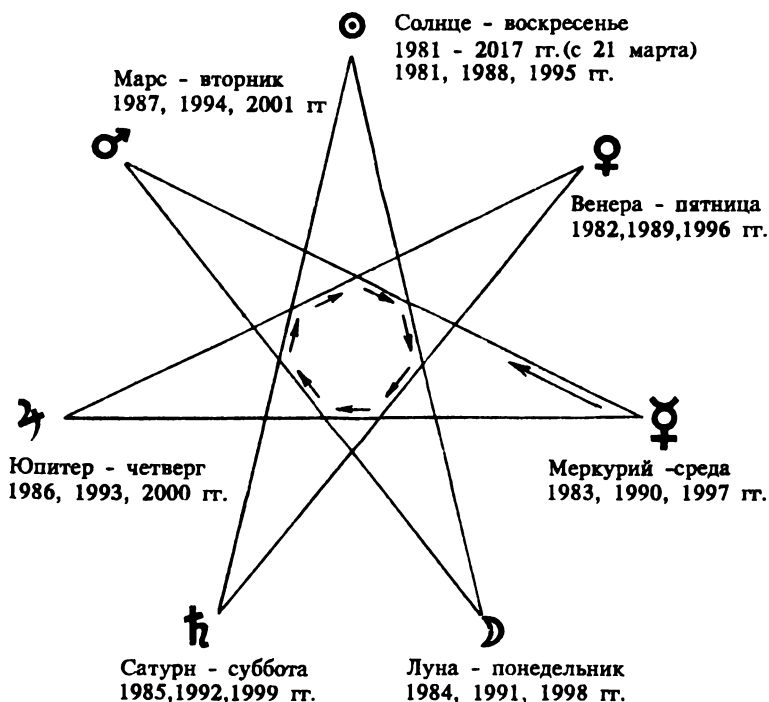 Солнце - воскресенье
1981 - 2017 гг.(с 21 марта)
1981, 1988, 1995 гг.
Марс - вторник
1987, 1994, 2001 гг
Венера - пятница
1982,1989,1996 гг.
Юпитер - четверг
1986, 1993, 2000 гг.
Меркурий -среда
1983, 1990, 1997 гг.
Сатурн - суббота
1985,1992,1999 гг.
Луна - понедельник
1984, 1991, 1998 гг.